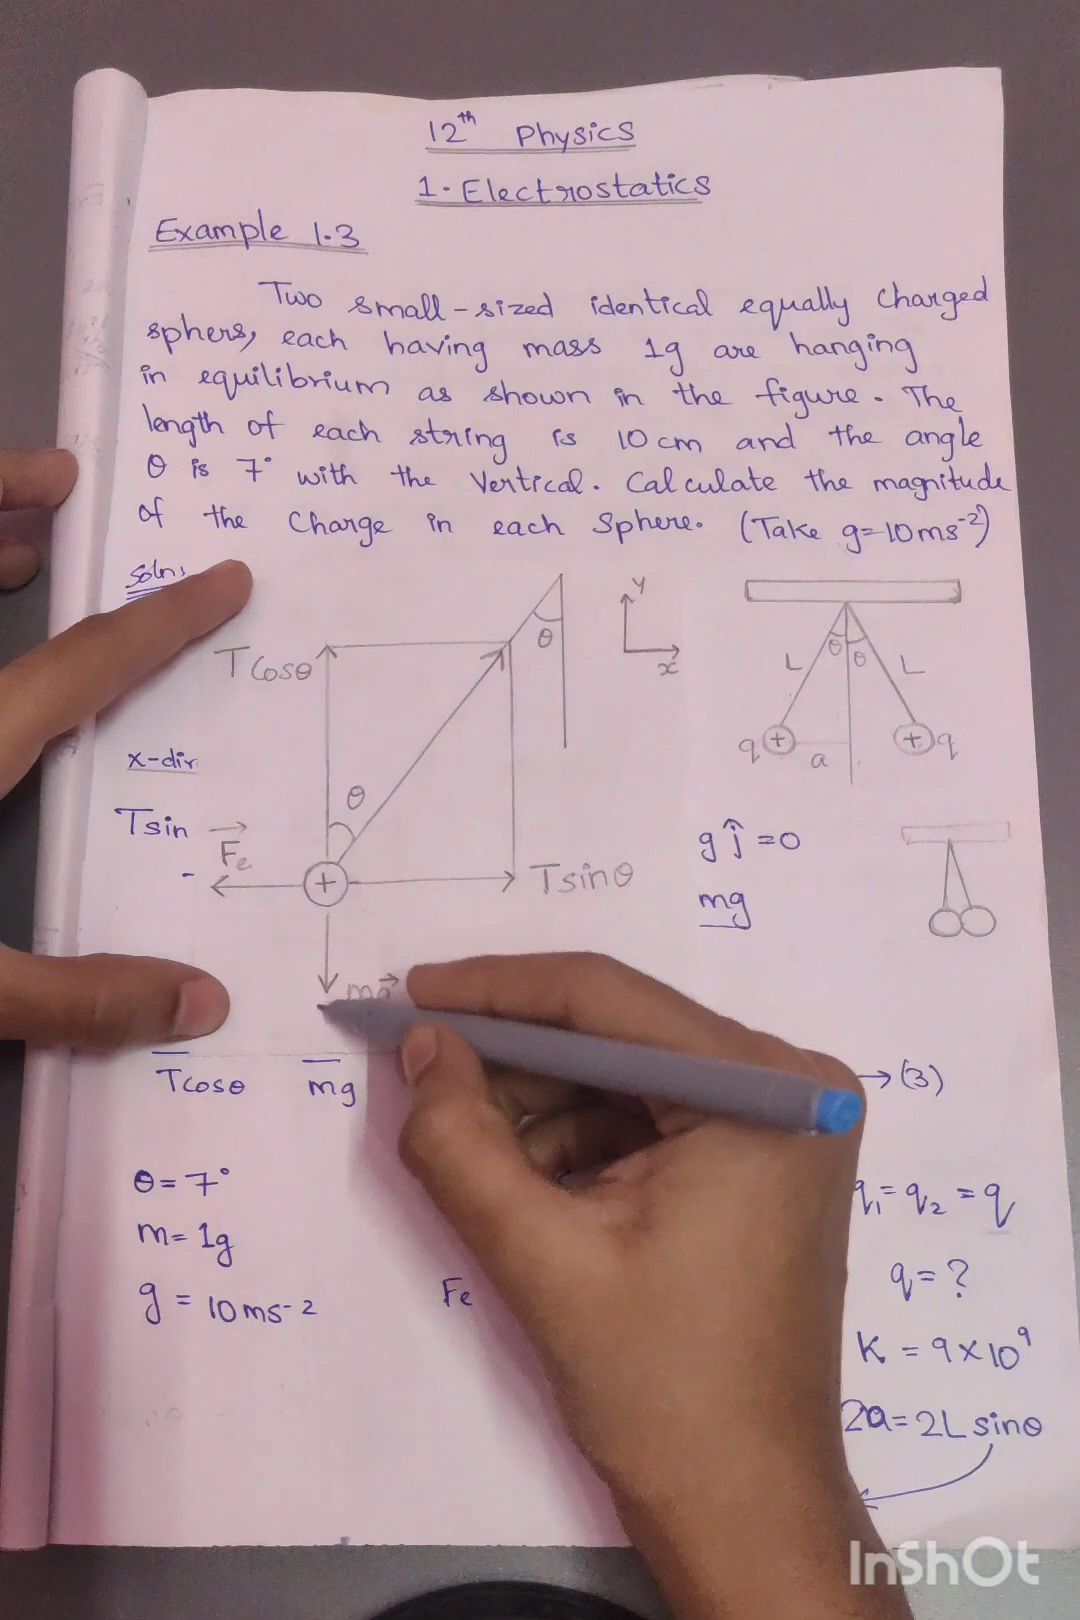 12th Physics
1. Electrostatics
Example 1.3
Two small-sized identical equally charged
sphers, each having mass 1g are hanging
in equilibrium as shown in the figure. The
length of each string is 10 cm and the angle
θ is 7° with the vertical. Calculate the magnitude
of the charge in each sphere. (Take g=10ms⁻²)
Soln:
T cosθ
θ
y
x
θ
θ θ
L L
q + + q
a
x-dir
θ
Tsin
-
Fe
+
T sinθ
g ĵ =0
mg
Tcosθ mg
→ (3)
θ = 7°
m = 1g
g = 10ms-2
Fe
q₁ = q₂ = q
q = ?
K = 9×10⁹
2a = 2L sinθ
InShOt